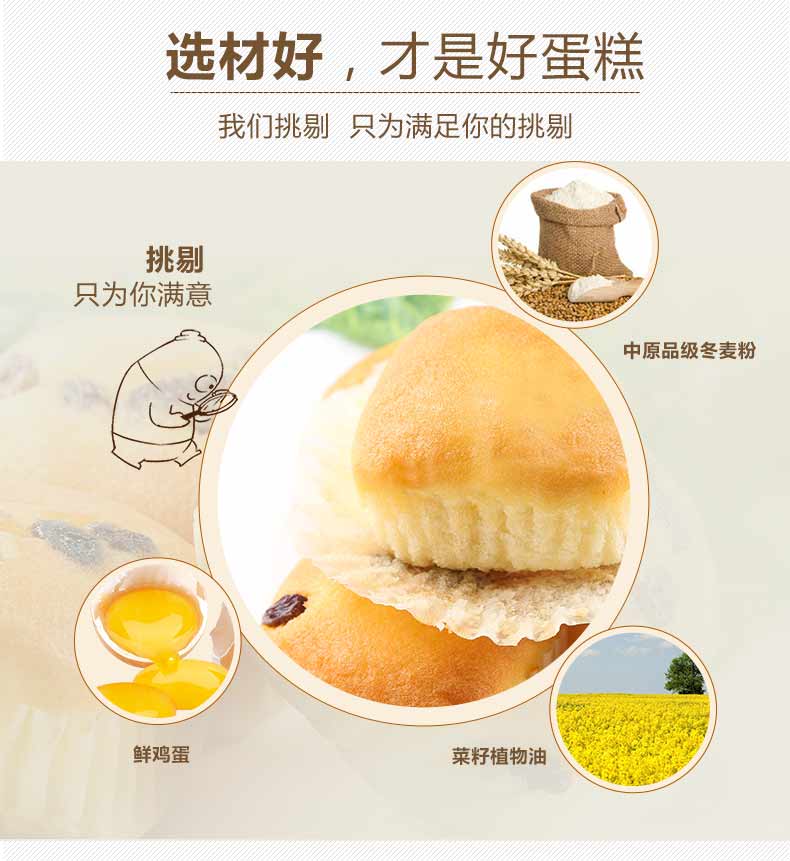 选材好，才是好蛋糕
我们挑剔 只为满足你的挑剔
挑剔
只为你满意
中原品级冬麦粉
鲜鸡蛋
菜籽植物油